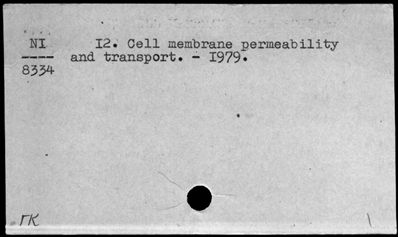 NI 12. Cell membrane permeability
---- and transport. - 1979.
8334
ГК